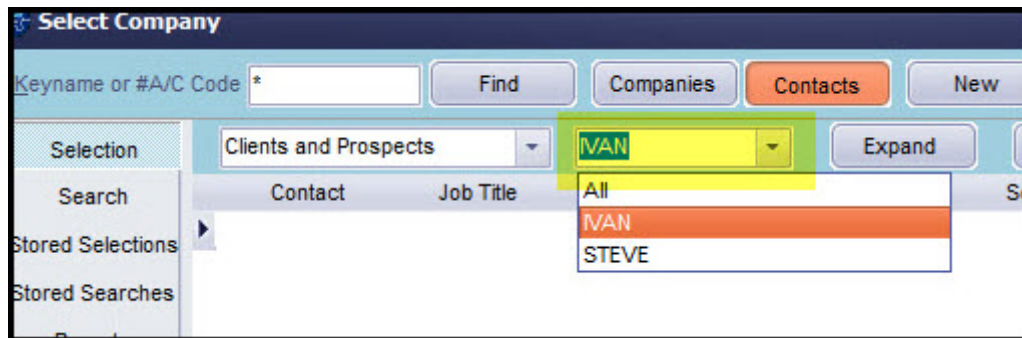 Select Company
Keyname or #A/C Code * Find Companies Contacts New
Selection Clients and Prospects IVAN Expand
Contact Job Title
All
Search
IVAN
Stored Selections
STEVE
Stored Searches